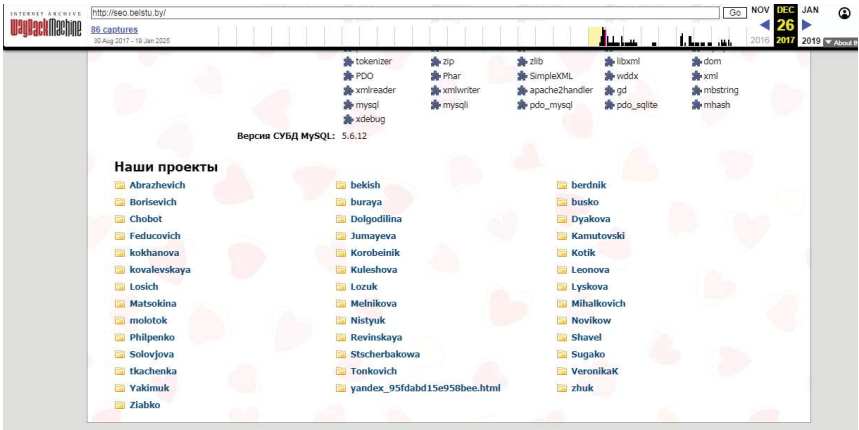 INTERNET ARCHIVE
WayBackMachine
http://seo.belstu.by/
Go
NOV DEC JAN
86 captures
26
30 Aug 2017 - 19 Jan 2025
2016 2017 2019
About
tokenizer zip zlib libxml dom
PDO Phar SimpleXML wddx xml
xmlreader xmlwriter apache2handler gd mbstring
mysql mysqli pdo_mysql pdo_sqlite mhash
xdebug
Версия СУБД MySQL: 5.6.12
Наши проекты
Abrazhevich bekish berdnik
Borisevich buraya busko
Chobot Dolgodilina Dyakova
Feducovich Jumayeva Kamutovski
kokhanova Korobeinik Kotik
kovalevskaya Kuleshova Leonova
Losich Lozuk Lyskova
Matsokina Melnikova Mihalkovich
molotok Nistyuk Novikow
Philpenko Revinskaya Shavel
Solovjova Stscherbakowa Sugako
tkachenka Tonkovich VeronikaK
Yakimuk yandex_95fdabd15e958bee.html zhuk
Ziabko